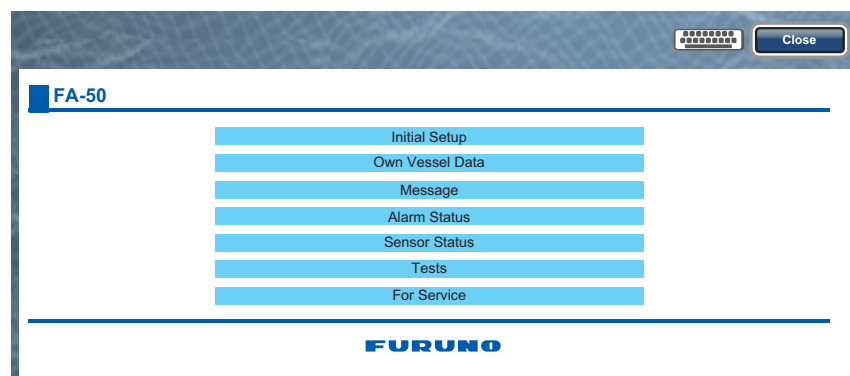 Close
FA-50
Initial Setup
Own Vessel Data
Message
Alarm Status
Sensor Status
Tests
For Service
FURUNO